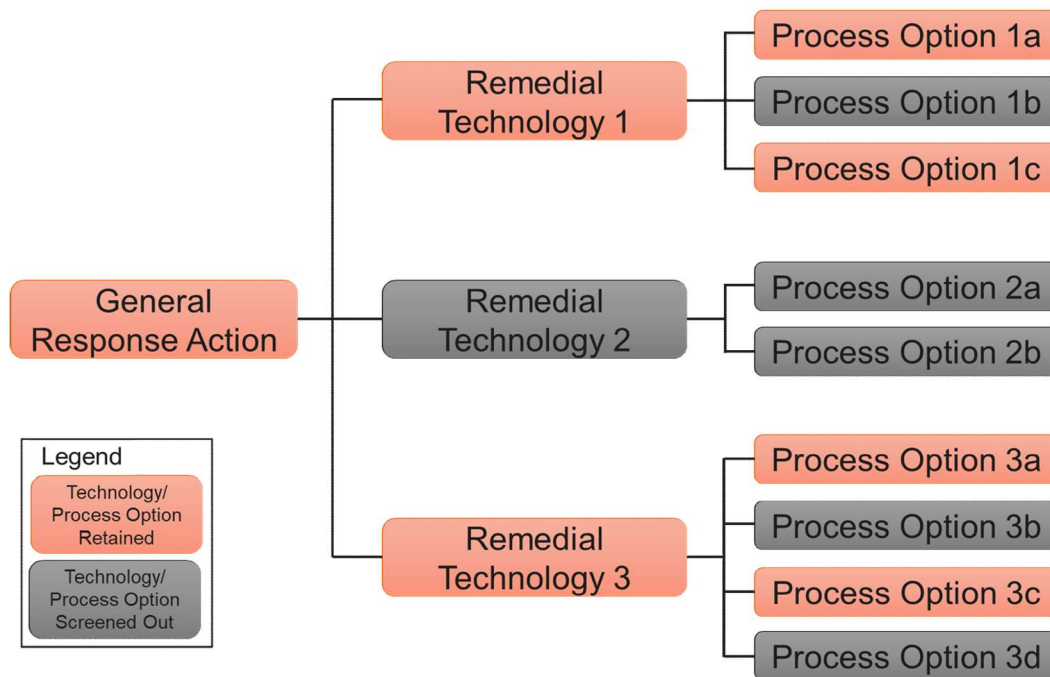 Remedial
Technology 1
Process Option 1a
Process Option 1b
Process Option 1c
General
Response Action
Remedial
Technology 2
Process Option 2a
Process Option 2b
Remedial
Technology 3
Process Option 3a
Process Option 3b
Process Option 3c
Process Option 3d
Legend
Technology/
Process Option
Retained
Technology/
Process Option
Screened Out